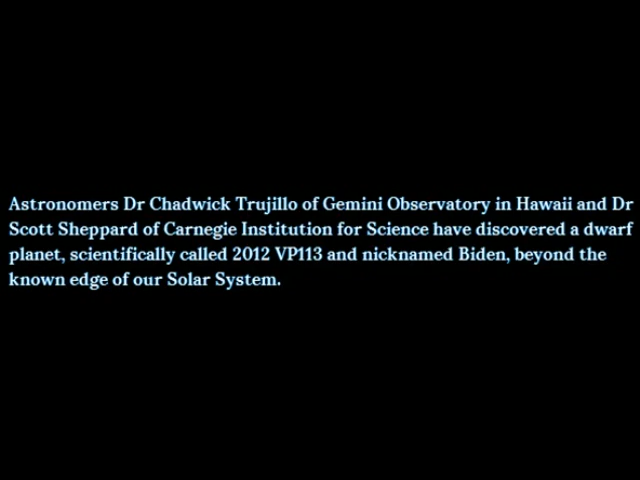 Astronomers Dr Chadwick Trujillo of Gemini Observatory in Hawaii and Dr
Scott Sheppard of Carnegie Institution for Science have discovered a dwarf
planet, scientifically called 2012 VP113 and nicknamed Biden, beyond the
known edge of our Solar System.